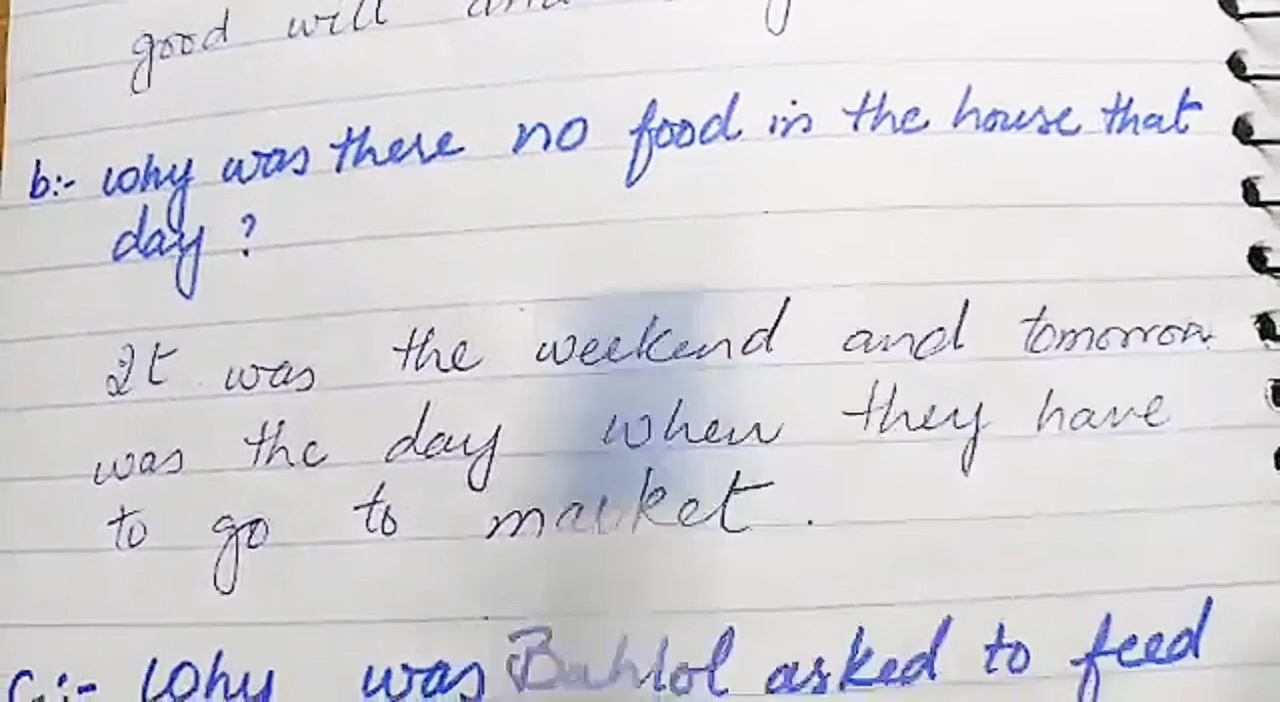 good will and
b:- why was there no food in the house that
day ?
It was the weekend and tomorrow
was the day when they have
to go to market .
C:- Why was Bahlol asked to feed